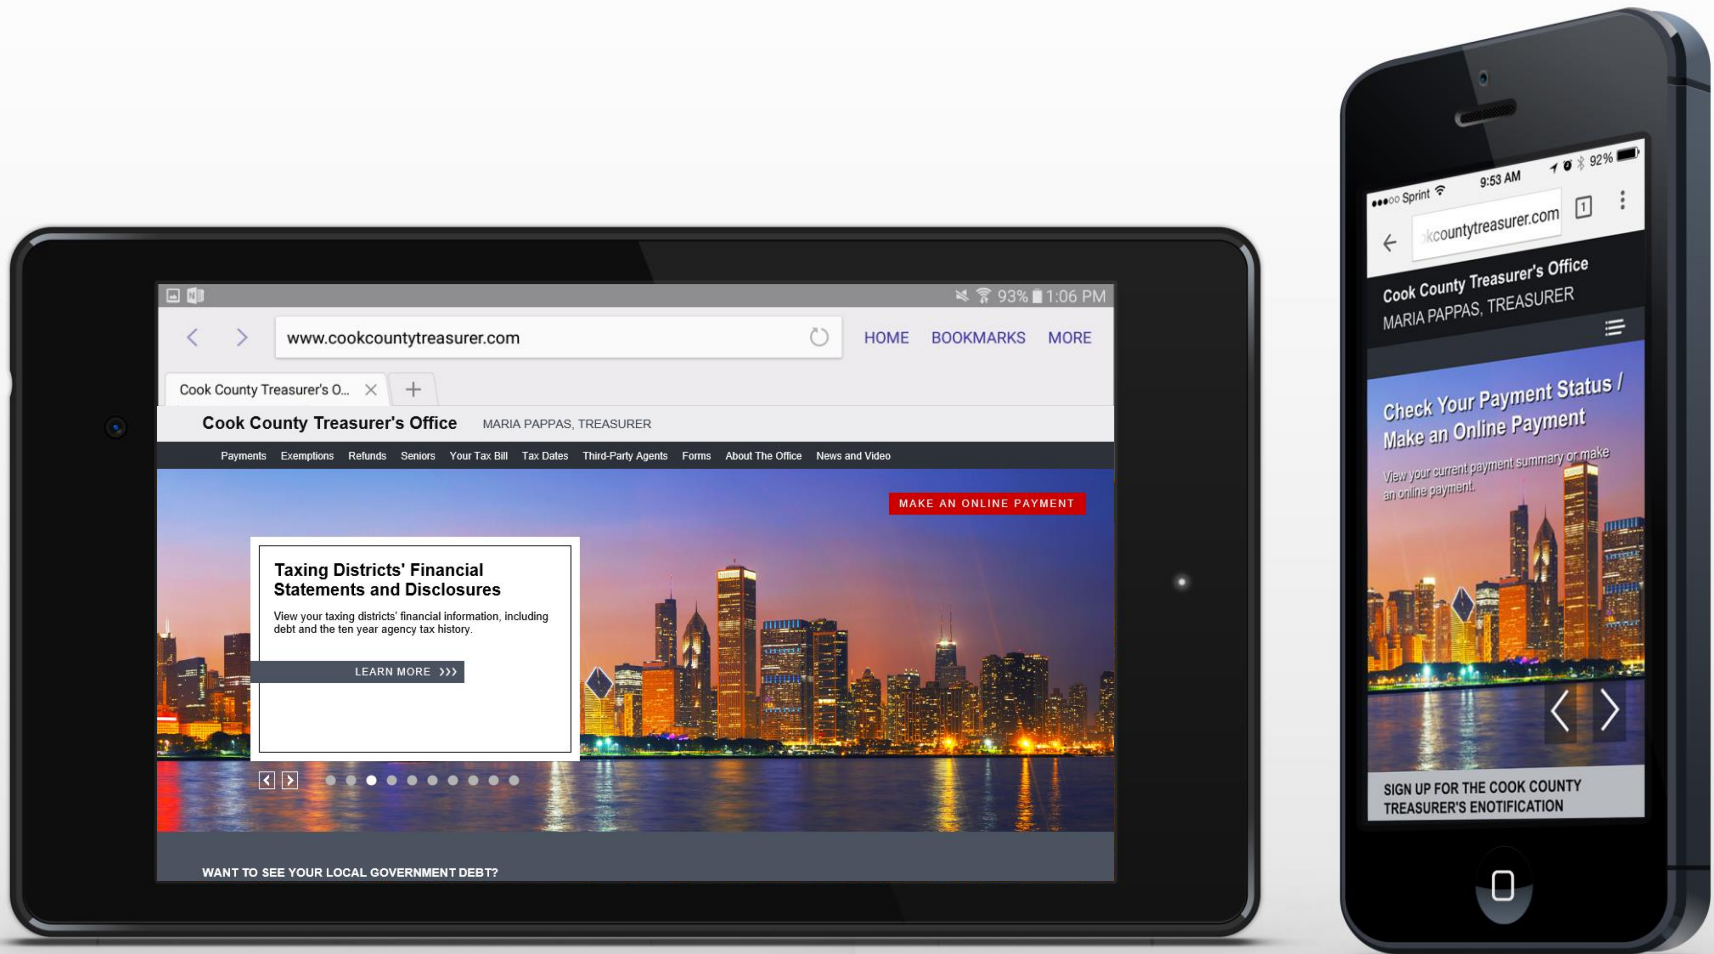 93% 1:06 PM
www.cookcountytreasurer.com
HOME BOOKMARKS MORE
Cook County Treasurer's O...
Cook County Treasurer's Office MARIA PAPPAS, TREASURER
Payments Exemptions Refunds Seniors Your Tax Bill Tax Dates Third-Party Agents Forms About The Office News and Video
MAKE AN ONLINE PAYMENT
Taxing Districts' Financial
Statements and Disclosures
View your taxing districts' financial information, including
debt and the ten year agency tax history.
LEARN MORE >>>
WANT TO SEE YOUR LOCAL GOVERNMENT DEBT?
Sprint 9:53 AM 92%
kcountytreasurer.com 1
Cook County Treasurer's Office
MARIA PAPPAS, TREASURER
Check Your Payment Status /
Make an Online Payment
View your current payment summary or make
an online payment.
SIGN UP FOR THE COOK COUNTY
TREASURER'S ENOTIFICATION